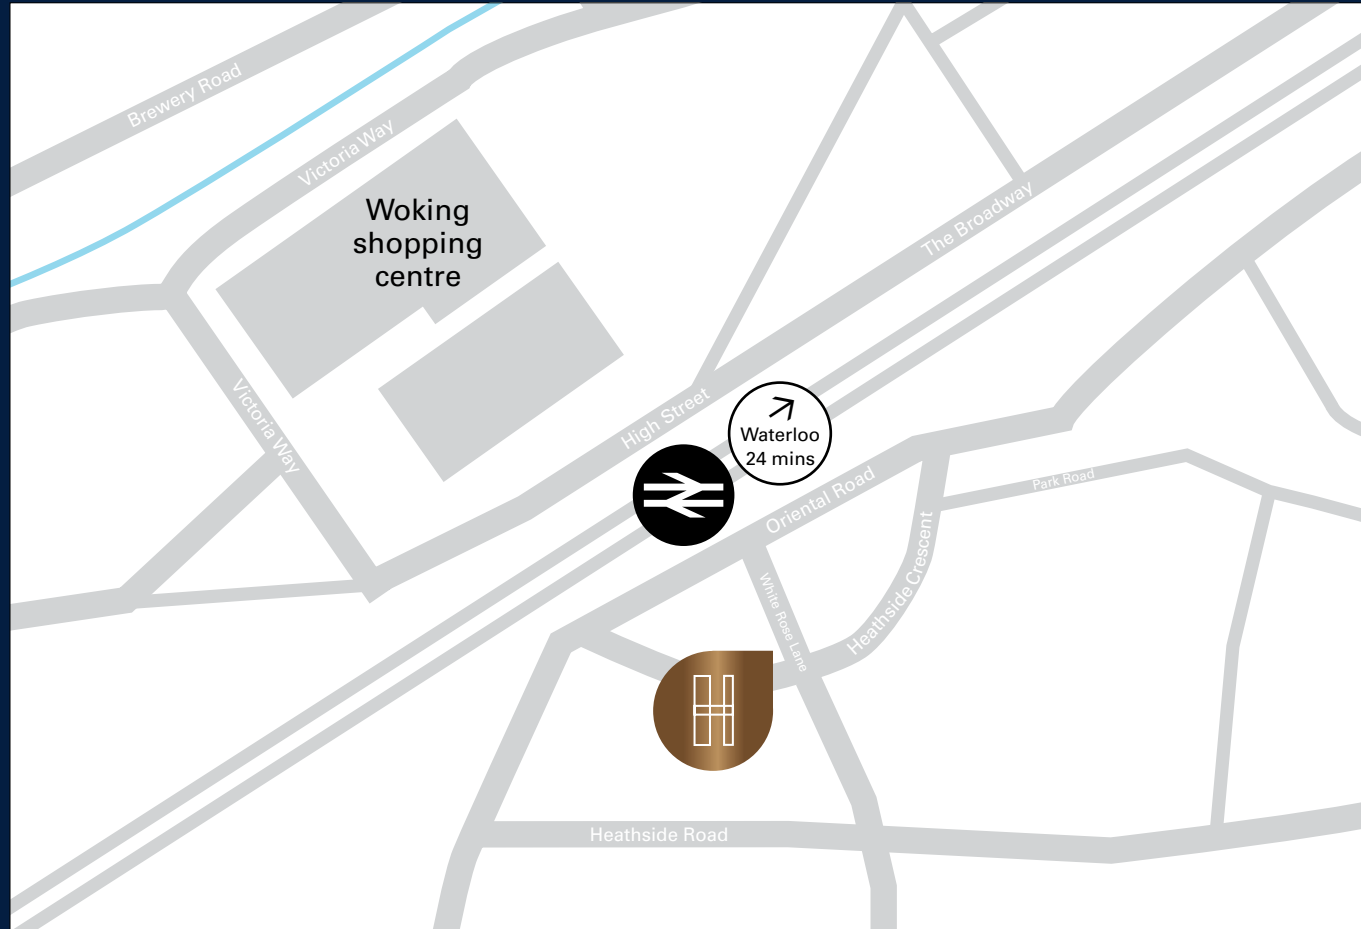 Brewery Road
Victoria Way
Woking
shopping
centre
The Broadway
Victoria Way
High Street
Waterloo
24 mins
Oriental Road
Park Road
Heathside Crescent
White Rose Lane
H
Heathside Road